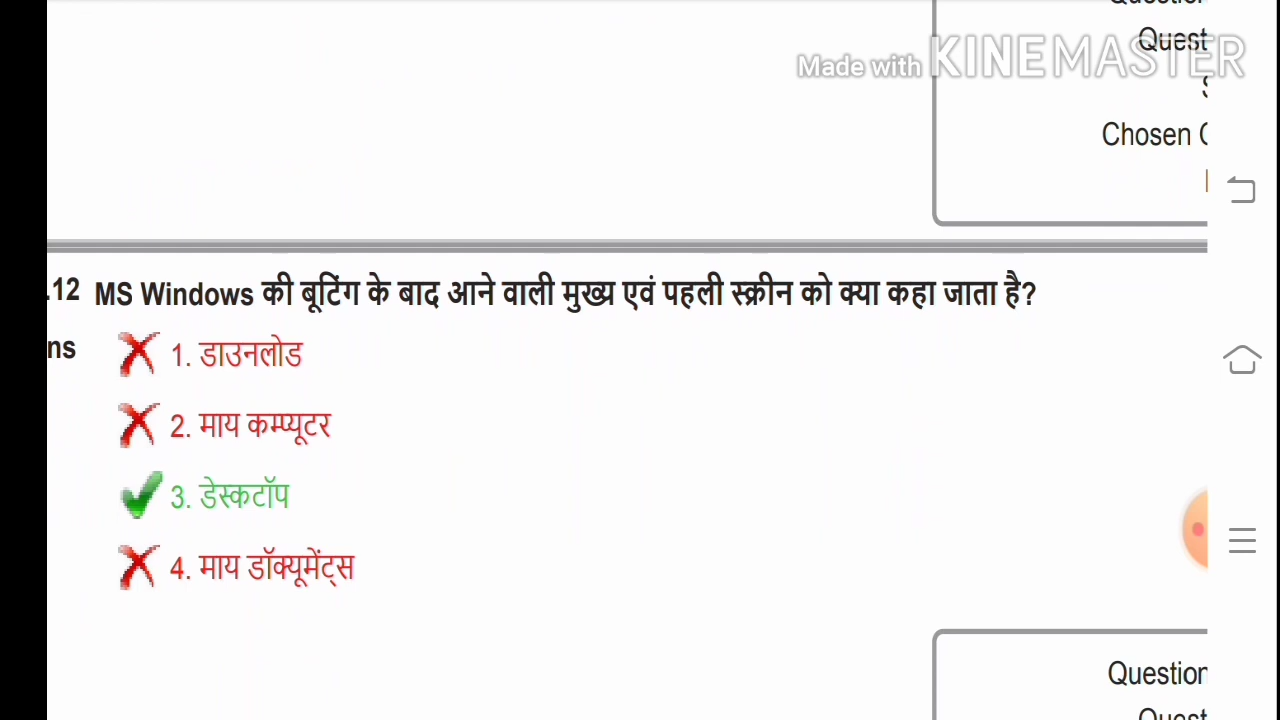 Quest
Made with KINEMASTER
Chosen
.12 MS Windows की बूटिंग के बाद आने वाली मुख्य एवं पहली स्क्रीन को क्या कहा जाता है?
ns
1. डाउनलोड
2. माय कम्प्यूटर
3. डेस्कटॉप
4. माय डॉक्यूमेंट्स
Question